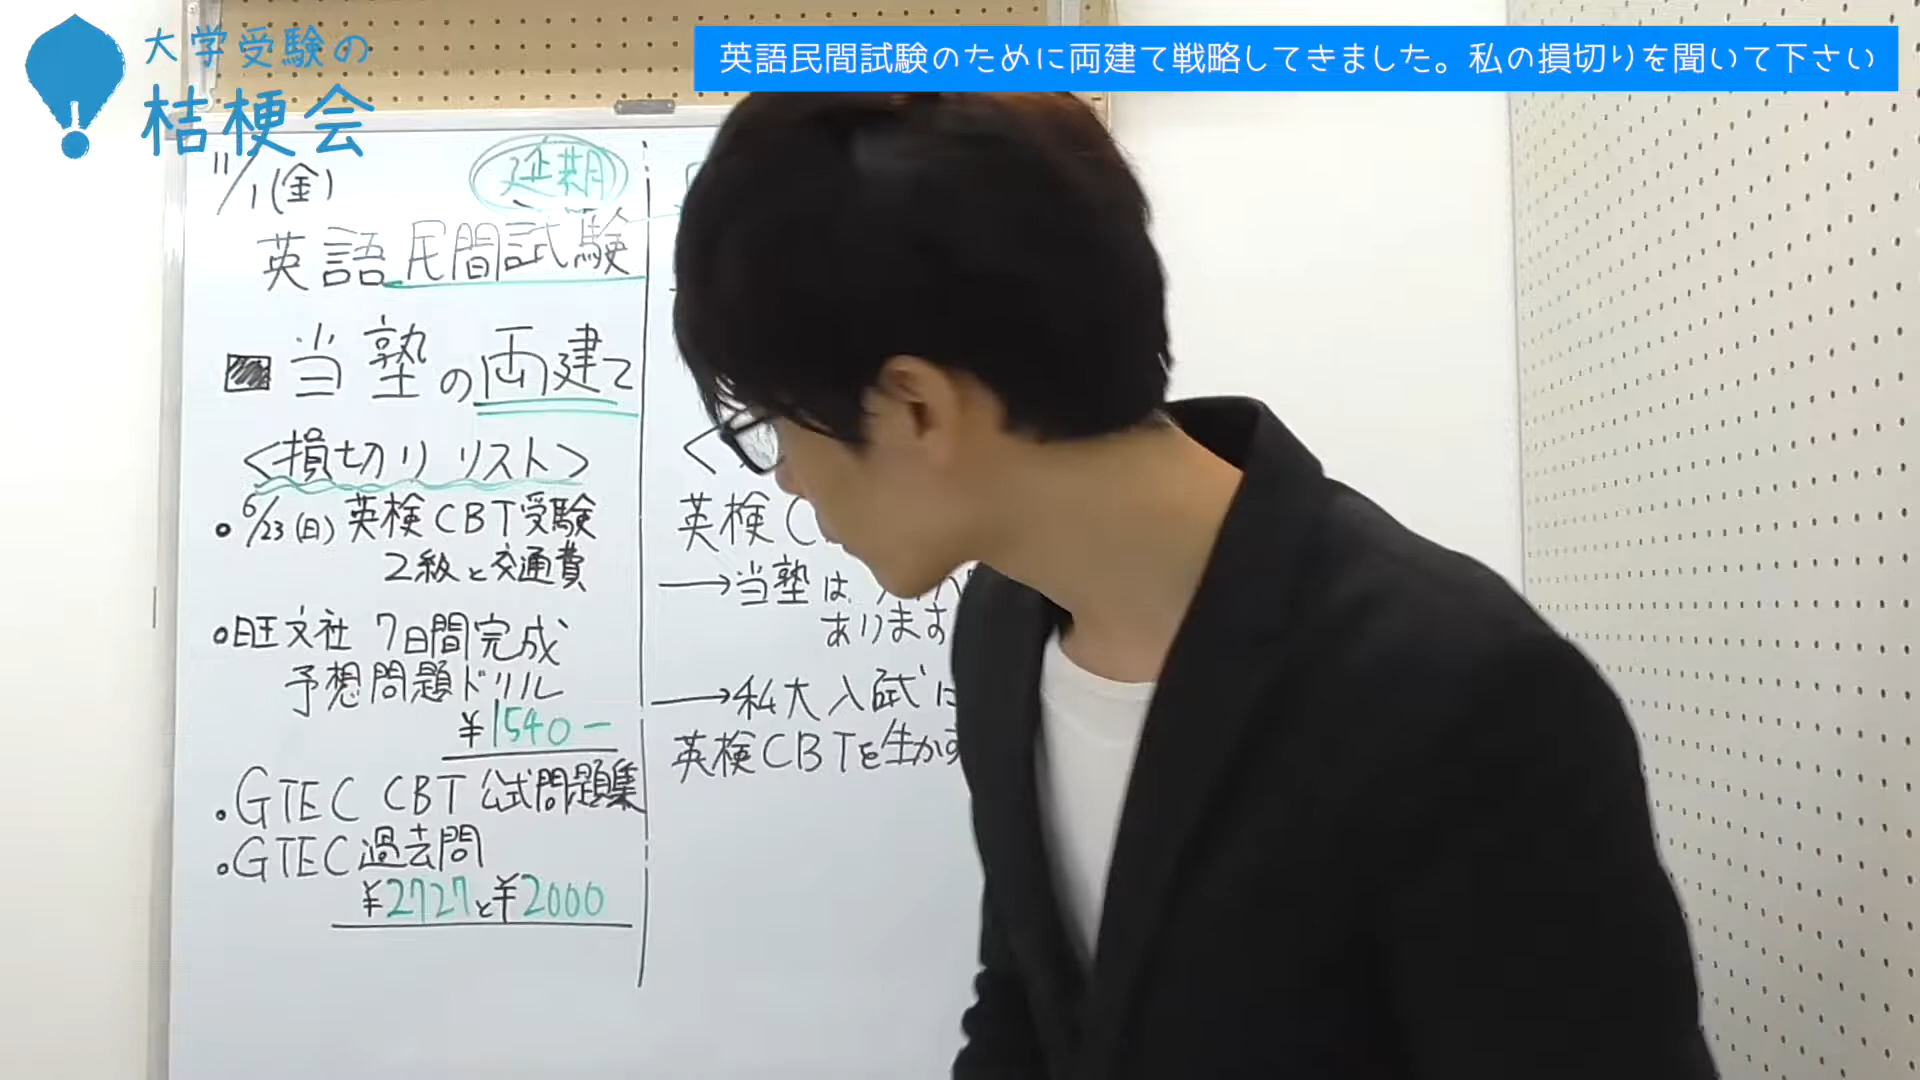 大学受験の
桔梗会
英語民間試験のために両建て戦略してきました。私の損切りを聞いて下さい
11/1(金)
延期
英語民間試験
当塾の両建て
<損切りリスト>
・6/23(日)英検CBT受験
2級と交通費
・旺文社 7日間完成
予想問題ドリル
¥1540-
・GTEC CBT 公式問題集
・GTEC過去問
¥2727と¥2000
<
英検C
→当塾は
あります
→私大入試に
英検CBTを生かす